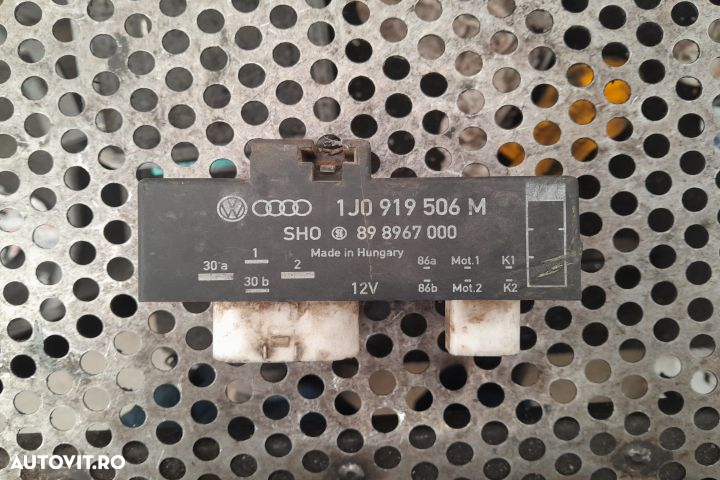 1J0 919 506 M
SHO 89 8967 000
Made in Hungary
30 a 1 2 86a Mot.1 K1
30 b 12V 86b Mot.2 K2
AUTOVIT.RO